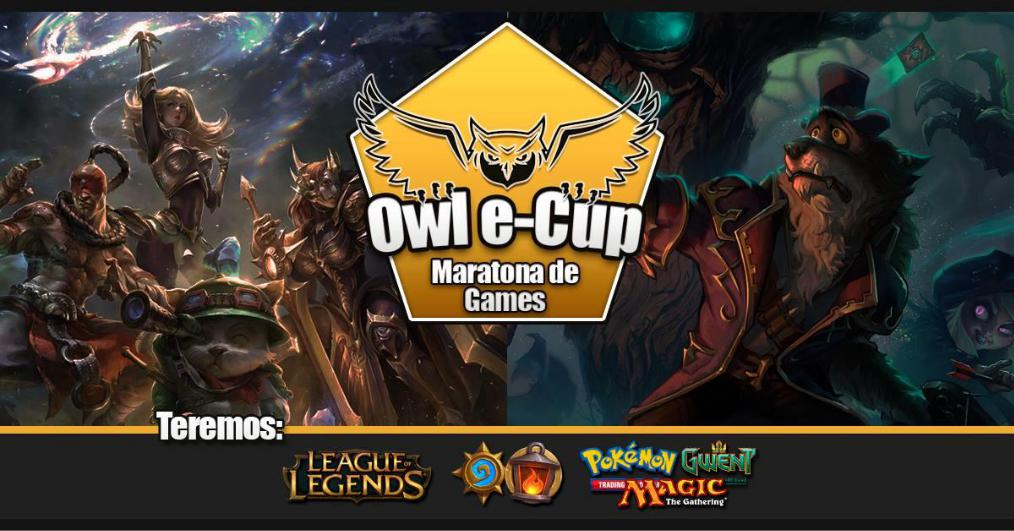 Owl e-Cup
Maratona de
Games
Teremos:
LEAGUE OF
LEGENDS
POKéMON GWENT
TRADING
MAGIC
The Gathering